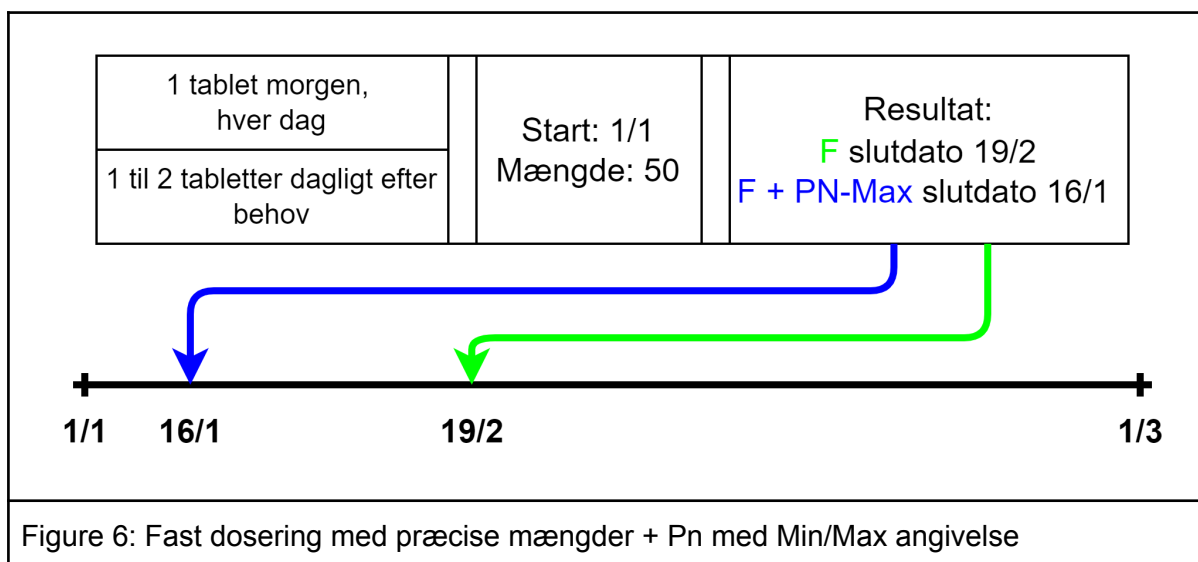 1 tablet morgen,
hver dag
1 til 2 tabletter dagligt efter
behov
Start: 1/1
Mængde: 50
Resultat:
F slutdato 19/2
F + PN-Max slutdato 16/1
1/1
16/1
19/2
1/3
Figure 6: Fast dosering med præcise mængder + Pn med Min/Max angivelse